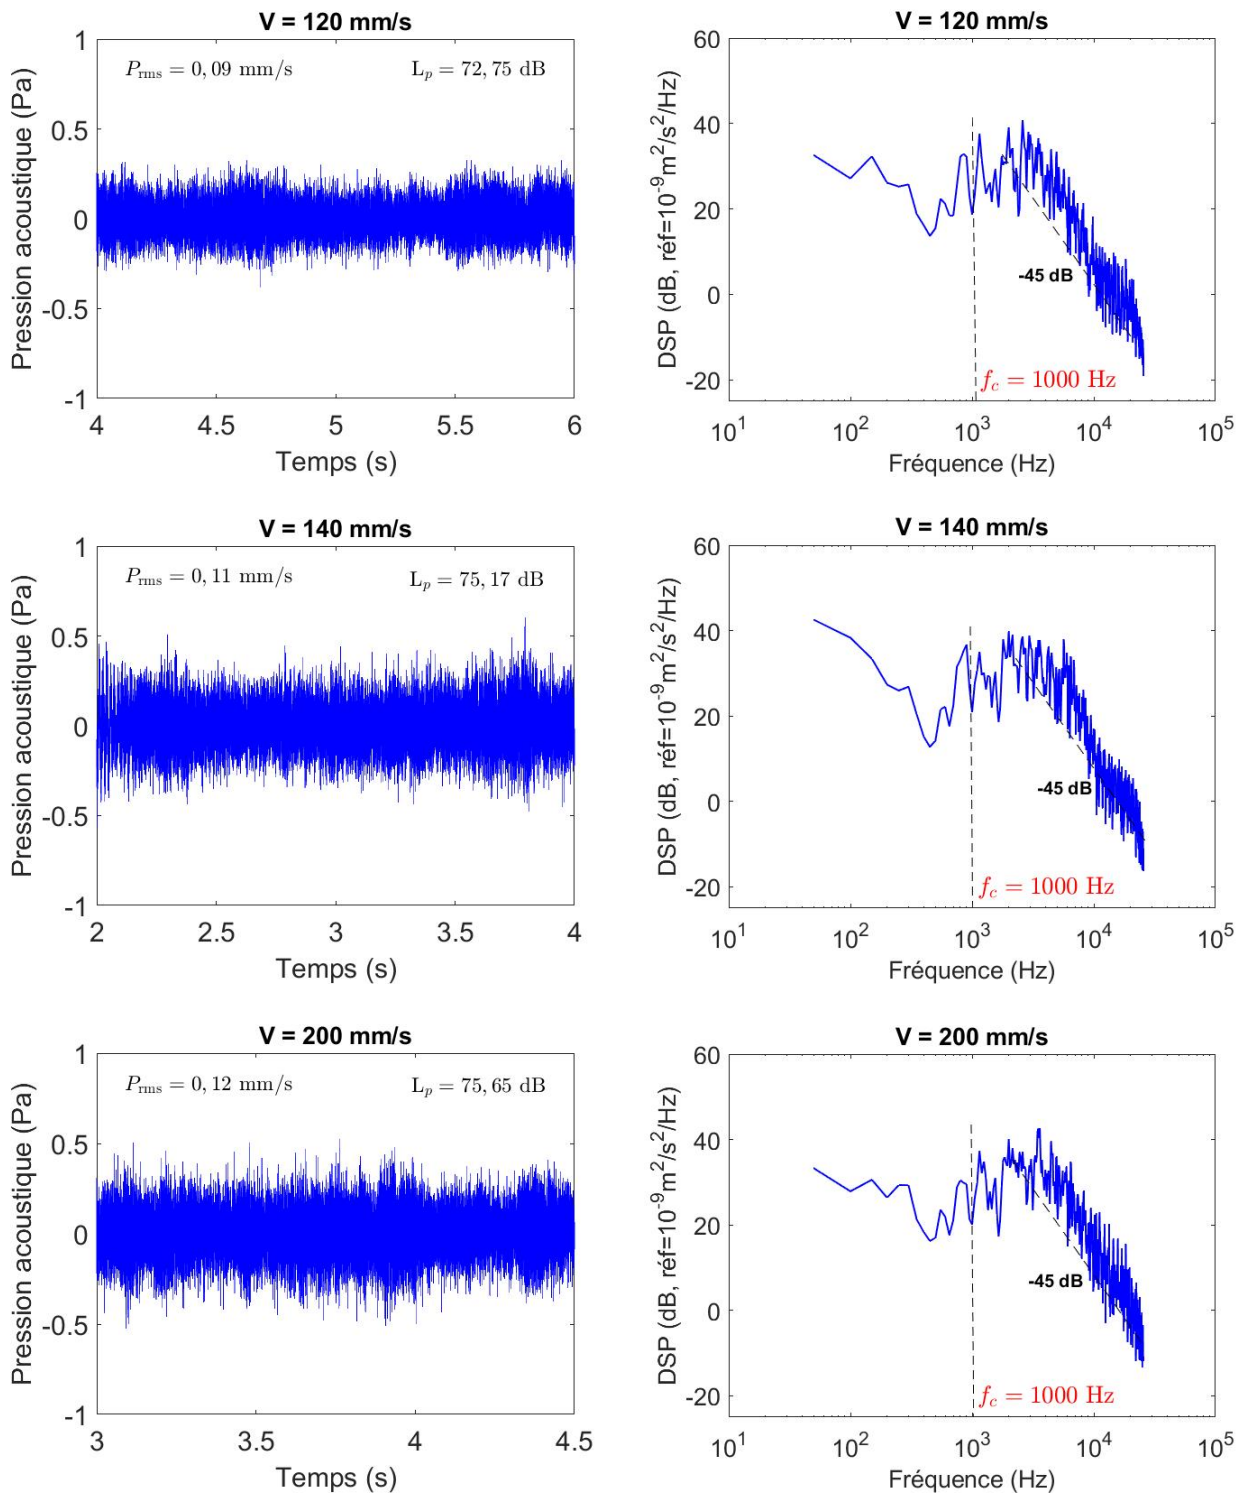 V = 120 mm/s
P_rms = 0, 09 mm/s
L_p = 72, 75 dB
Pression acoustique (Pa)
1
0.5
0
-0.5
-1
4
4.5
5
5.5
6
Temps (s)
V = 120 mm/s
DSP (dB, réf=10^-9 m^2/s^2/Hz)
60
40
20
0
-20
-45 dB
f_c = 1000 Hz
10^1
10^2
10^3
10^4
10^5
Fréquence (Hz)
V = 140 mm/s
P_rms = 0, 11 mm/s
L_p = 75, 17 dB
Pression acoustique (Pa)
1
0.5
0
-0.5
-1
2
2.5
3
3.5
4
Temps (s)
V = 140 mm/s
DSP (dB, réf=10^-9 m^2/s^2/Hz)
60
40
20
0
-20
-45 dB
f_c = 1000 Hz
10^1
10^2
10^3
10^4
10^5
Fréquence (Hz)
V = 200 mm/s
P_rms = 0, 12 mm/s
L_p = 75, 65 dB
Pression acoustique (Pa)
1
0.5
0
-0.5
-1
3
3.5
4
4.5
Temps (s)
V = 200 mm/s
DSP (dB, réf=10^-9 m^2/s^2/Hz)
60
40
20
0
-20
-45 dB
f_c = 1000 Hz
10^1
10^2
10^3
10^4
10^5
Fréquence (Hz)